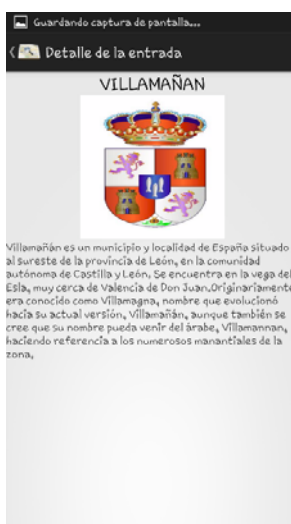 Guardando captura de pantalla...
Detalle de la entrada
VILLAMAÑAN
Villamañán es un municipio y localidad de España situado
al sureste de la provincia de León, en la comunidad
autónoma de Castilla y León. Se encuentra en la vega del
Esla, muy cerca de Valencia de Don Juan.Originariamente
era conocido como Villamagna, nombre que evolucionó
hacia su actual versión, Villamañán, aunque también se
cree que su nombre pueda venir del árabe, Villamannan,
haciendo referencia a los numerosos manantiales de la
zona,